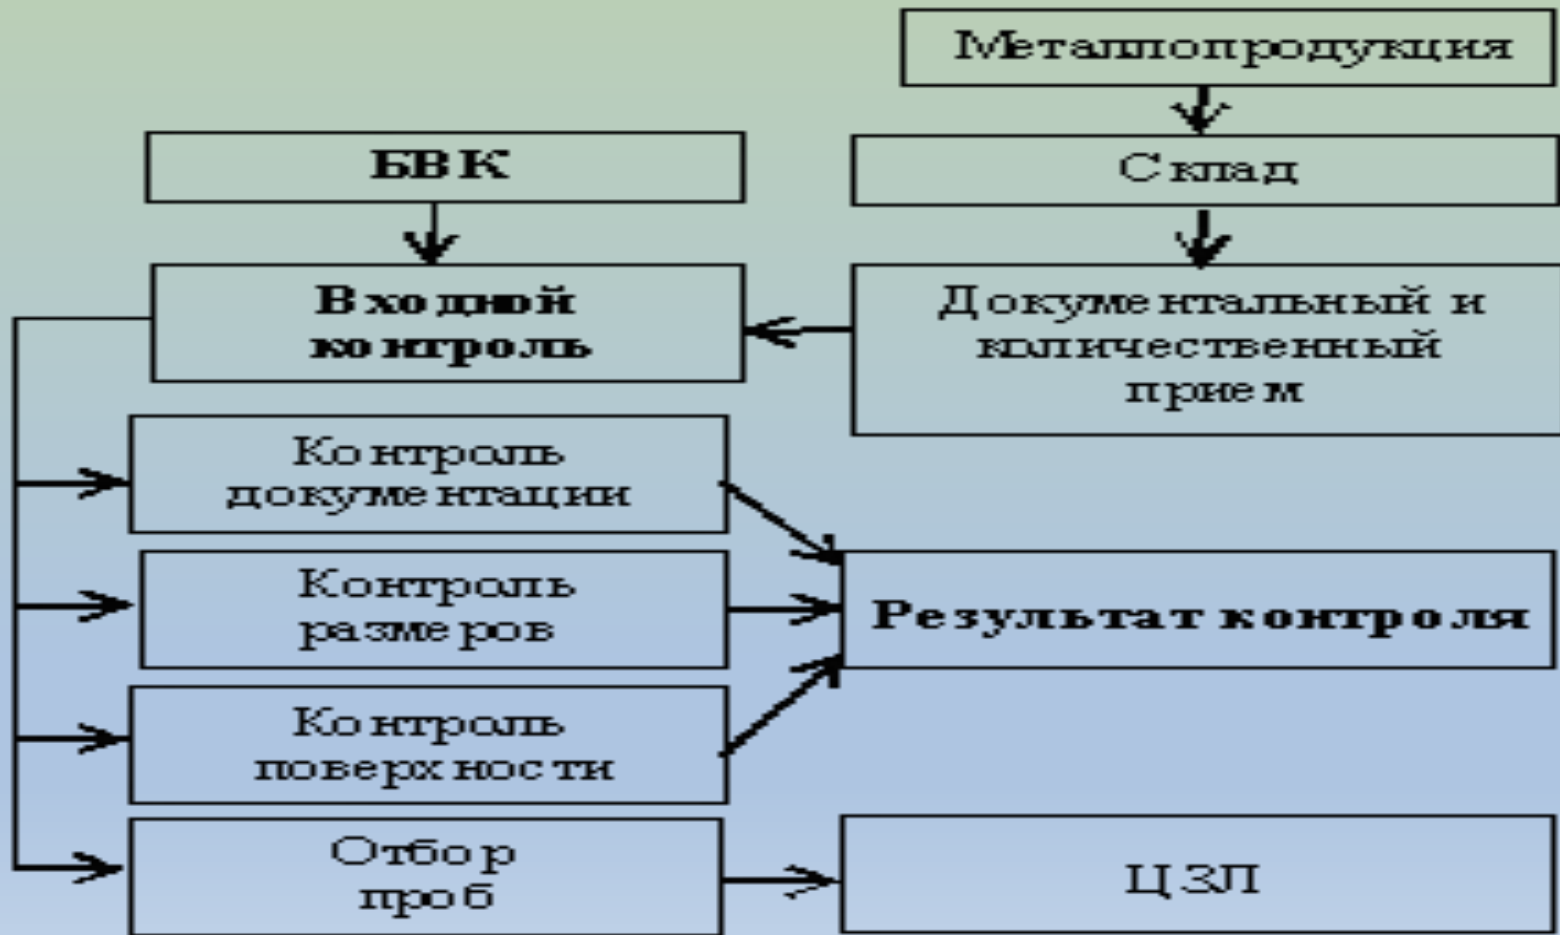 Металлопродукция
БВК
Склад
Входной
контроль
Документальный и
количественный
прием
Контроль
документации
Контроль
размеров
Результат контроля
Контроль
поверхности
Отбор
проб
ЦЗЛ